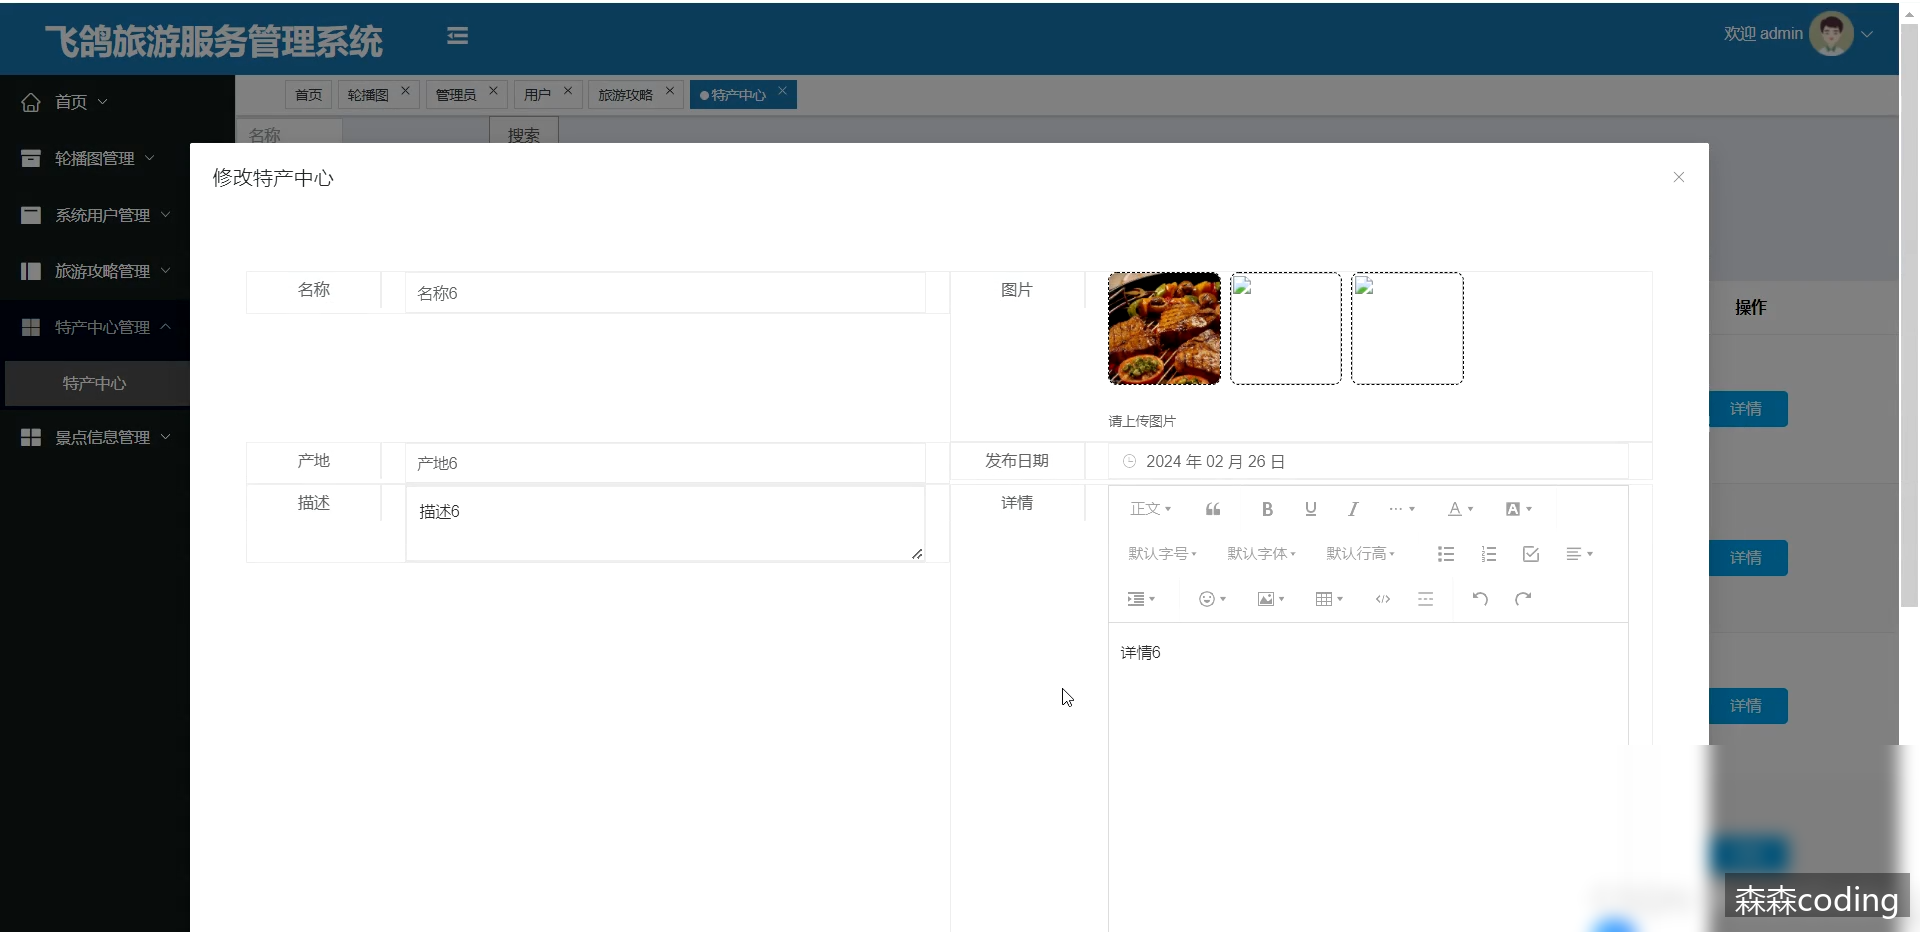 飞鸽旅游服务管理系统
欢迎 admin
首页
轮播图管理
系统用户管理
旅游攻略管理
特产中心管理
特产中心
景点信息管理
首页 轮播图 管理员 用户 旅游攻略 特产中心
名称 搜索
操作
详情
详情
详情
修改特产中心
名称 名称6 图片
请上传图片
产地 产地6 发布日期 2024 年 02 月 26 日
描述 描述6 详情
正文 B U I ... A A
默认字号 默认字体 默认行高
详情6
森森coding